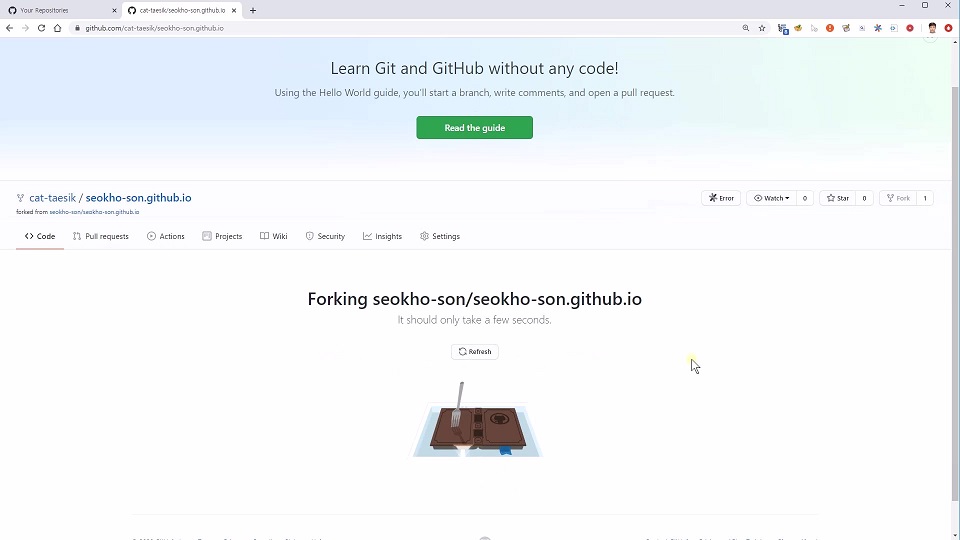 Your Repositories
cat-taesik/seokho-son.github.io
github.com/cat-taesik/seokho-son.github.io
Learn Git and GitHub without any code!
Using the Hello World guide, you'll start a branch, write comments, and open a pull request.
Read the guide
cat-taesik / seokho-son.github.io
Error
Watch 0
Star 0
Fork 1
forked from seokho-son/seokho-son.github.io
Code
Pull requests
Actions
Projects
Wiki
Security
Insights
Settings
Forking seokho-son/seokho-son.github.io
It should only take a few seconds.
Refresh